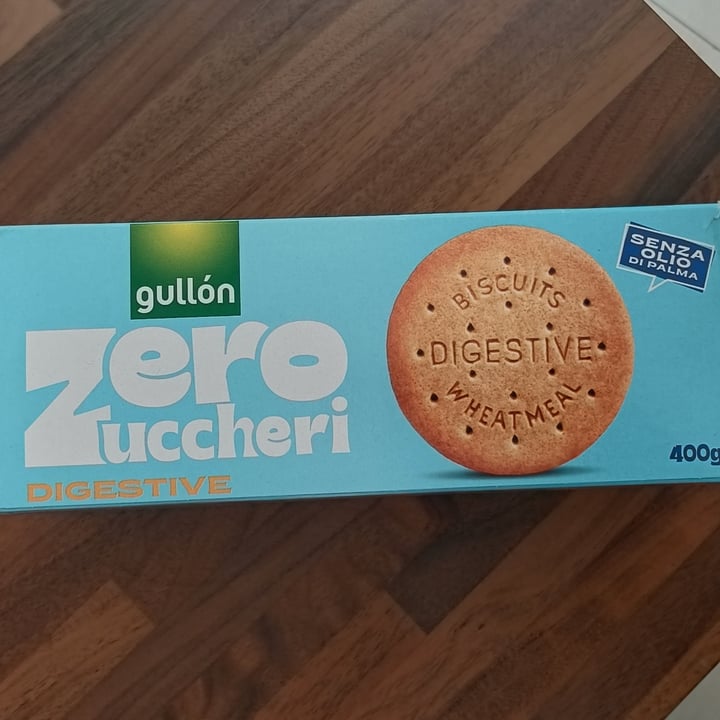 gullón
zero
zuccheri
DIGESTIVE
BISCUITS
DIGESTIVE
WHEATMEAL
SENZA
OLIO
DI PALMA
400g